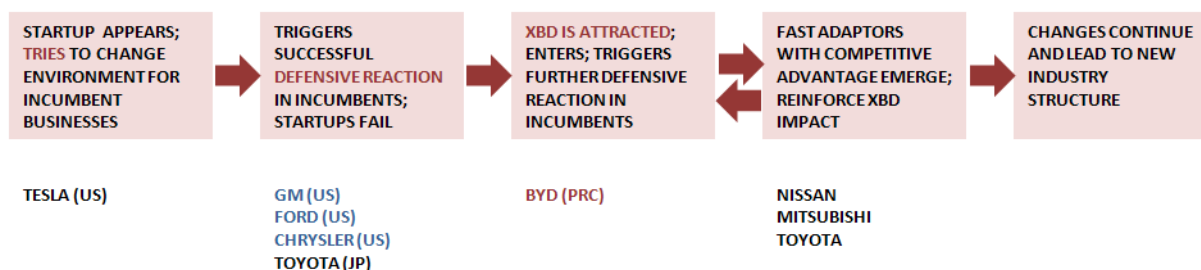 STARTUP APPEARS;
TRIES TO CHANGE
ENVIRONMENT FOR
INCUMBENT
BUSINESSES
TRIGGERS
SUCCESSFUL
DEFENSIVE REACTION
IN INCUMBENTS;
STARTUPS FAIL
XBD IS ATTRACTED;
ENTERS; TRIGGERS
FURTHER DEFENSIVE
REACTION IN
INCUMBENTS
FAST ADAPTORS
WITH COMPETITIVE
ADVANTAGE EMERGE;
REINFORCE XBD
IMPACT
CHANGES CONTINUE
AND LEAD TO NEW
INDUSTRY
STRUCTURE
TESLA (US)
GM (US)
FORD (US)
CHRYSLER (US)
TOYOTA (JP)
BYD (PRC)
NISSAN
MITSUBISHI
TOYOTA